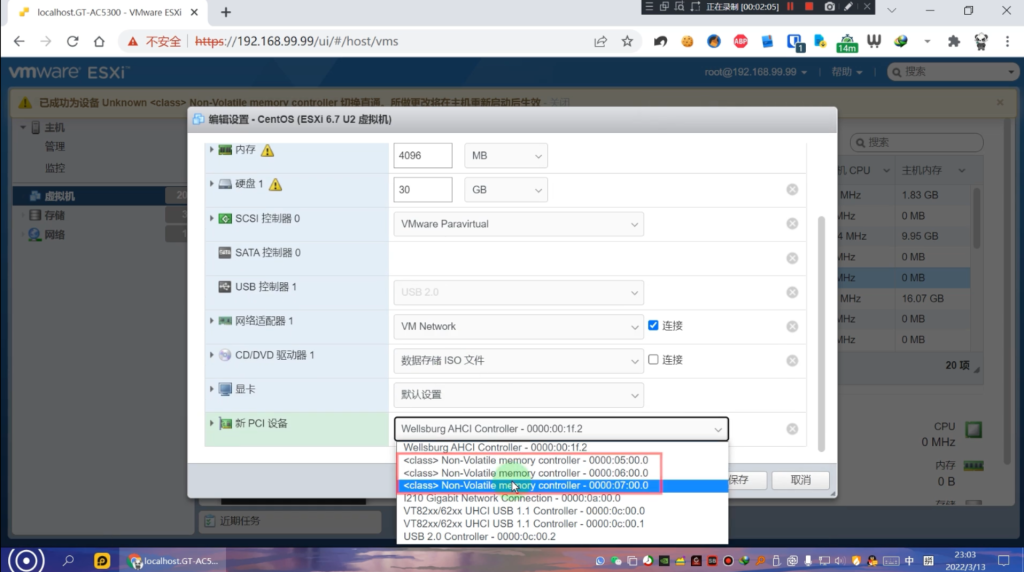 localhost.GT-AC5300 - VMware ESXi
正在录制 [00:02:05]
不安全
https://192.168.99.99/ui/#/host/vms
ABP
1
14m
vmware ESXi
root@192.168.99.99
帮助
搜索
已成功为设备 Unknown <class> Non-Volatile memory controller 切换直通。所做更改将在主机重新启动后生效 - 关闭
主机
管理
监控
虚拟机
20
存储
3
网络
1
编辑设置 - CentOS (ESXi 6.7 U2 虚拟机)
内存
4096
MB
硬盘 1
30
GB
SCSI 控制器 0
VMware Paravirtual
SATA 控制器 0
USB 控制器 1
USB 2.0
网络适配器 1
VM Network
连接
CD/DVD 驱动器 1
数据存储 ISO 文件
连接
显卡
默认设置
新 PCI 设备
Wellsburg AHCI Controller - 0000:00:1f.2
Wellsburg AHCI Controller - 0000:00:1f.2
<class> Non-Volatile memory controller - 0000:05:00.0
<class> Non-Volatile memory controller - 0000:06:00.0
<class> Non-Volatile memory controller - 0000:07:00.0
I210 Gigabit Network Connection - 0000:0a:00.0
VT82xx/62xx UHCI USB 1.1 Controller - 0000:0c:00.0
VT82xx/62xx UHCI USB 1.1 Controller - 0000:0c:00.1
USB 2.0 Controller - 0000:0c:00.2
保存
取消
搜索
机 CPU
主机内存
MHz
1.83 GB
MHz
0 MB
4 MHz
9.95 GB
MHz
0 MB
MHz
0 MB
MHz
16.07 GB
MHz
0 MB
MHz
0 MB
20 项
CPU
0 MHz
内存
0 B
存储
近期任务
localhost.GT-AC5...
中
23:03
2022/3/13